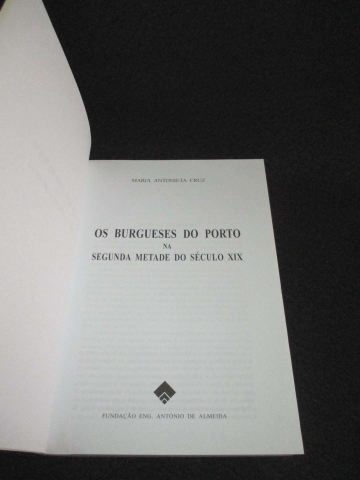 MARIA ANTONIETA CRUZ
OS BURGUESES DO PORTO
NA
SEGUNDA METADE DO SÉCULO XIX
FUNDAÇÃO ENG. ANTÓNIO DE ALMEIDA